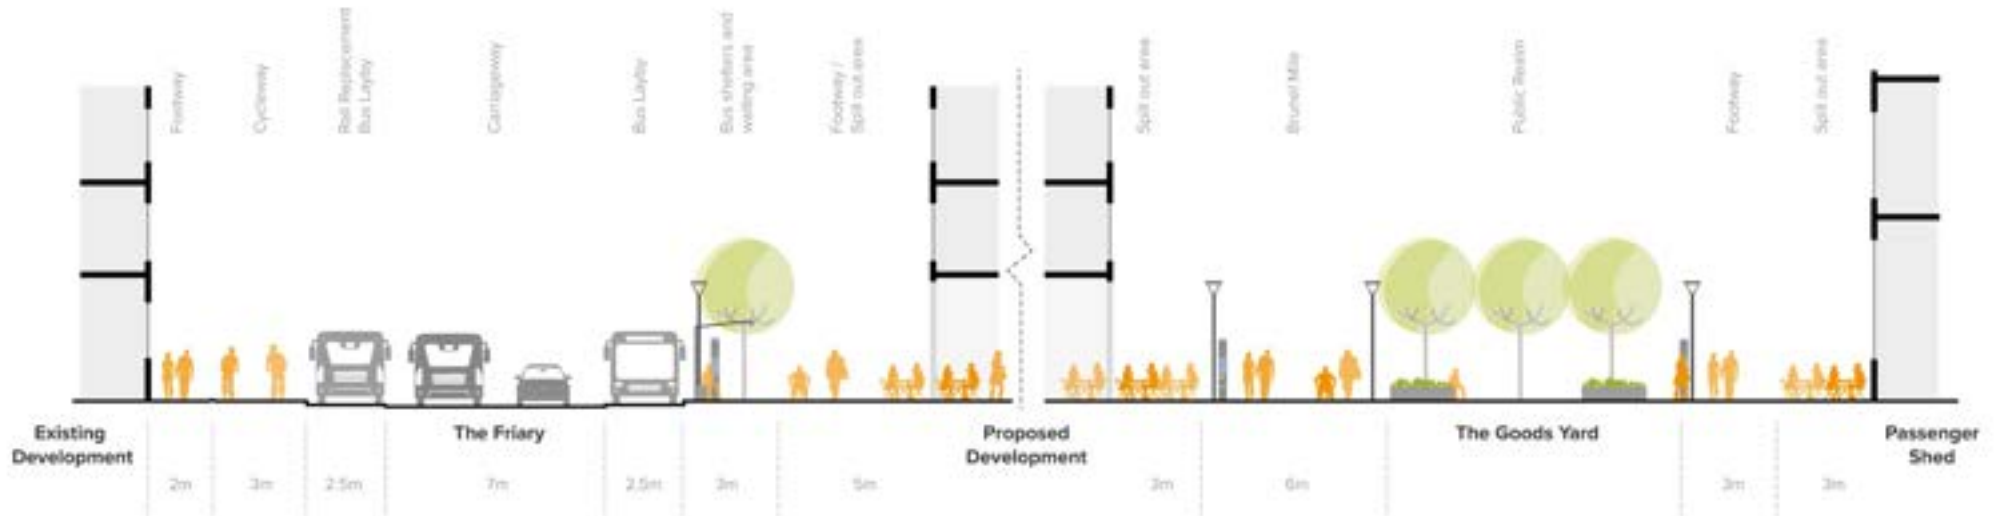 Footway
Cycleway
Rail Replacement
Bus Layby
Carriageway
Bus Layby
Bus shelters and
waiting area
Footway /
Spill out area
Spill out area
Brunel Mile
Public Realm
Footway
Spill out area
Existing
Development
The Friary
Proposed
Development
The Goods Yard
Passenger
Shed
2m
3m
2.5m
7m
2.5m
3m
5m
3m
6m
3m
3m